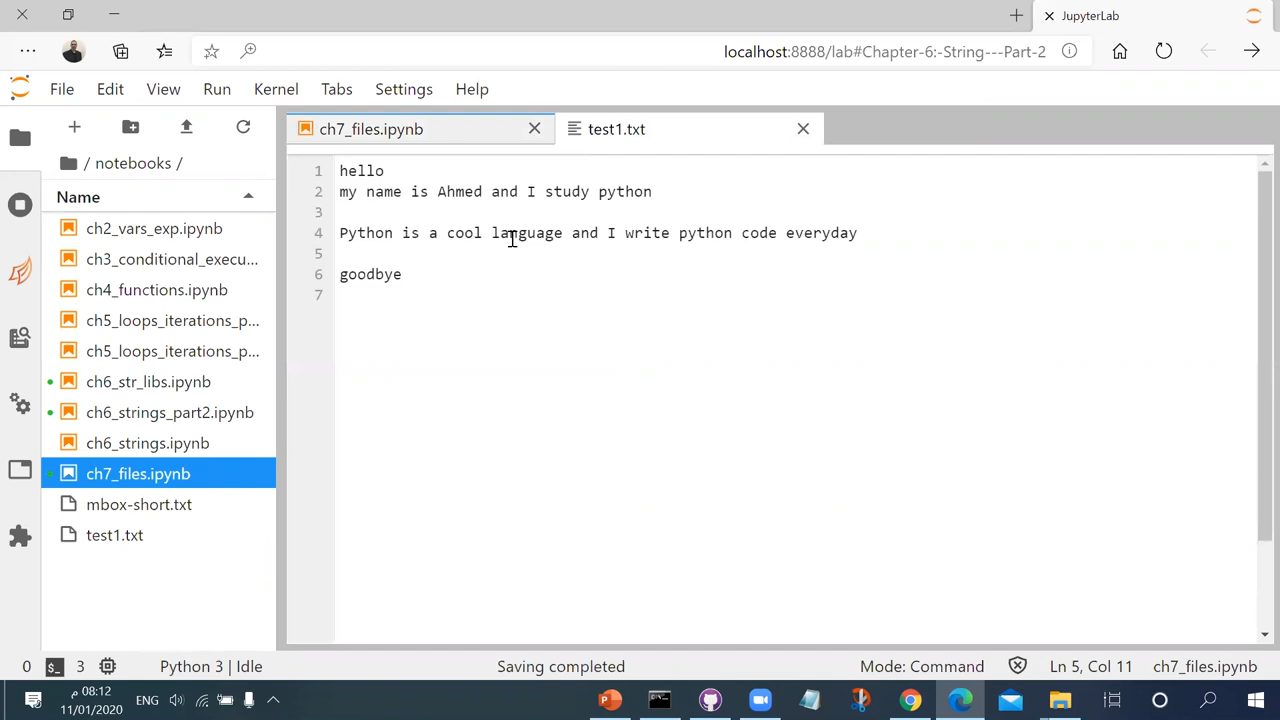 JupyterLab
localhost:8888/lab#Chapter-6:-String---Part-2
File Edit View Run Kernel Tabs Settings Help
ch7_files.ipynb
test1.txt
/ notebooks /
Name
ch2_vars_exp.ipynb
ch3_conditional_execu...
ch4_functions.ipynb
ch5_loops_iterations_p...
ch5_loops_iterations_p...
ch6_str_libs.ipynb
ch6_strings_part2.ipynb
ch6_strings.ipynb
ch7_files.ipynb
mbox-short.txt
test1.txt
1 hello
2 my name is Ahmed and I study python
3
4 Python is a cool language and I write python code everyday
5
6 goodbye
7
0 $_ 3 Python 3 | Idle Saving completed Mode: Command Ln 5, Col 11 ch7_files.ipynb
ENG 08:12 م
11/01/2020